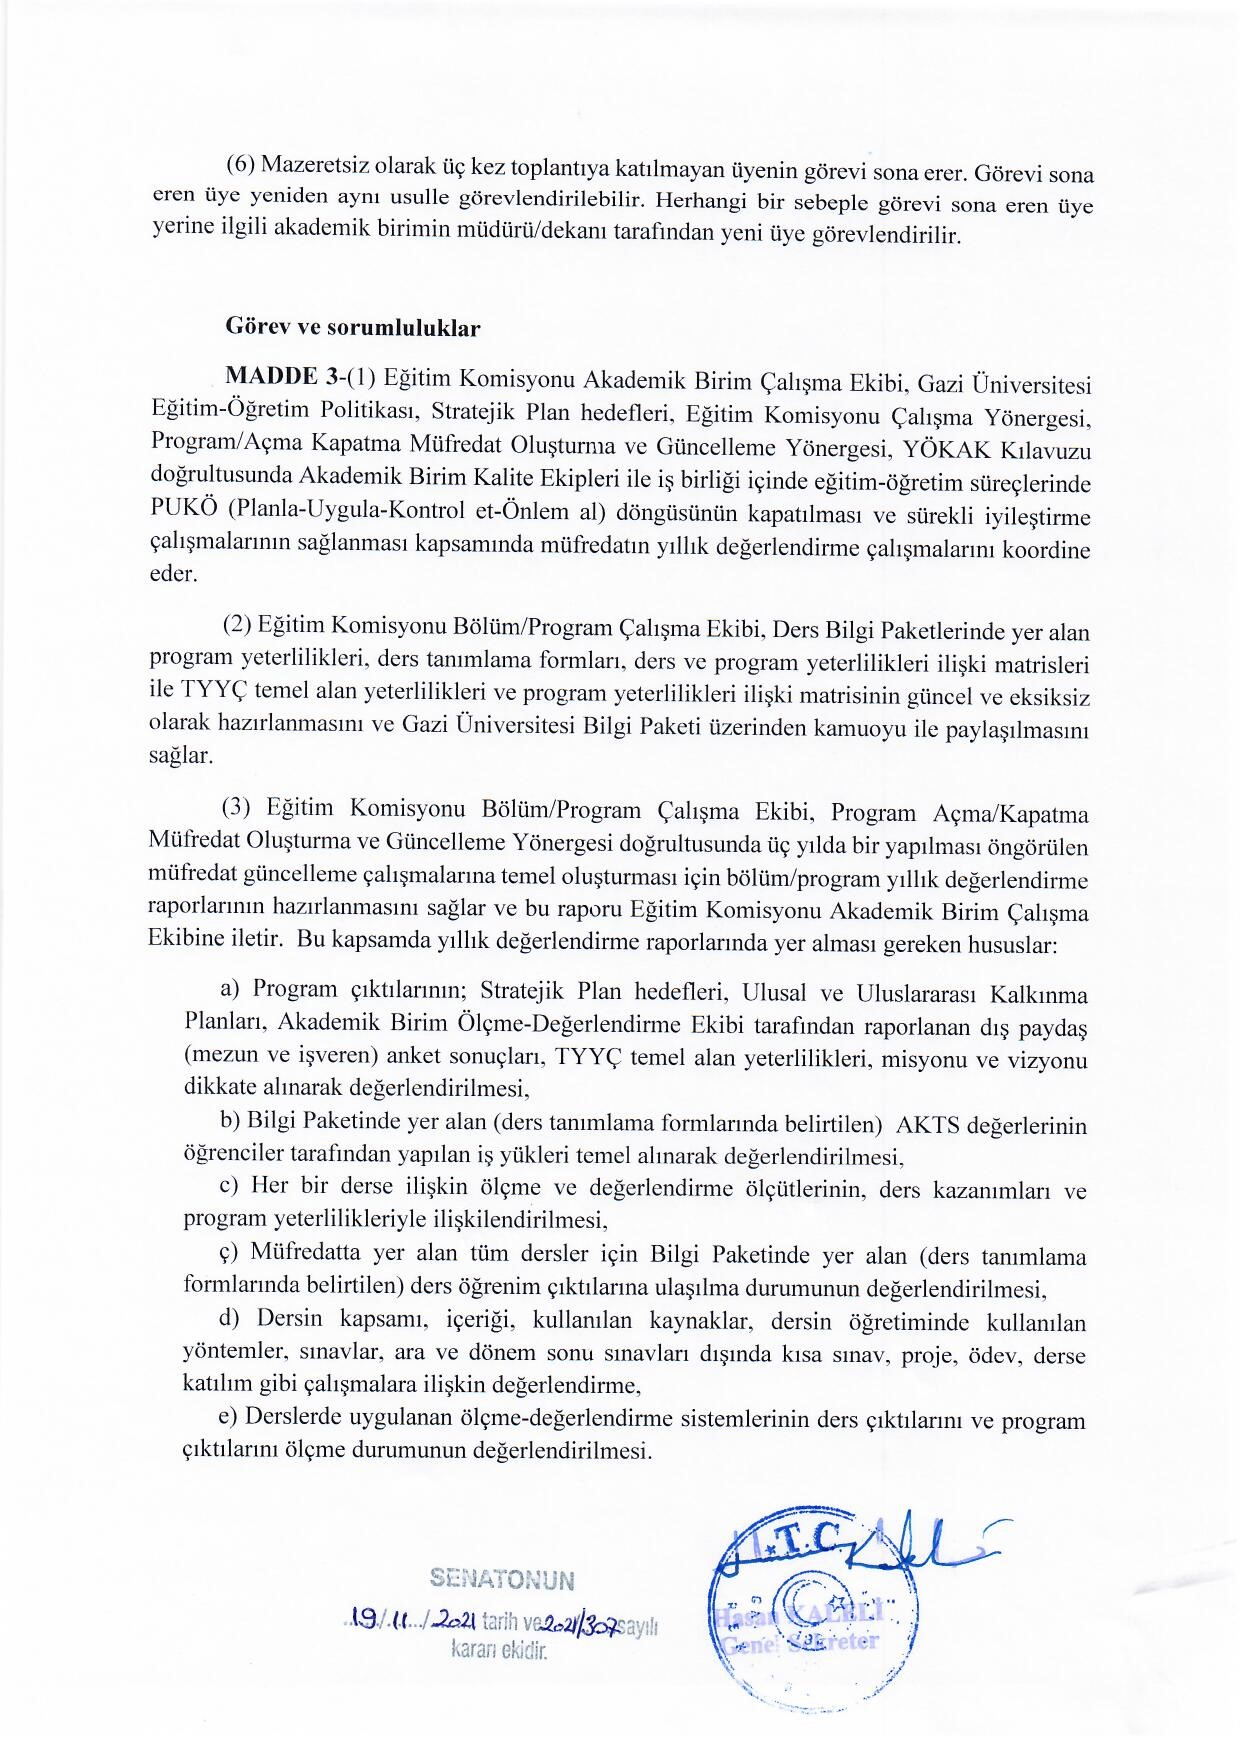 (6) Mazeretsiz olarak üç kez toplantıya katılmayan üyenin görevi sona erer. Görevi sona
eren üye yeniden aynı usulle görevlendirilebilir. Herhangi bir sebeple görevi sona eren üye
yerine ilgili akademik birimin müdürü/dekanı tarafından yeni üye görevlendirilir.
Görev ve sorumluluklar
MADDE 3-(1) Eğitim Komisyonu Akademik Birim Çalışma Ekibi, Gazi Üniversitesi
Eğitim-Öğretim Politikası, Stratejik Plan hedefleri, Eğitim Komisyonu Çalışma Yönergesi,
Program/Açma Kapatma Müfredat Oluşturma ve Güncelleme Yönergesi, YÖKAK Kılavuzu
doğrultusunda Akademik Birim Kalite Ekipleri ile iş birliği içinde eğitim-öğretim süreçlerinde
PUKÖ (Planla-Uygula-Kontrol et-Önlem al) döngüsünün kapatılması ve sürekli iyileştirme
çalışmalarının sağlanması kapsamında müfredatın yıllık değerlendirme çalışmalarını koordine
eder.
(2) Eğitim Komisyonu Bölüm/Program Çalışma Ekibi, Ders Bilgi Paketlerinde yer alan
program yeterlilikleri, ders tanımlama formları, ders ve program yeterlilikleri ilişki matrisleri
ile TYYÇ temel alan yeterlilikleri ve program yeterlilikleri ilişki matrisinin güncel ve eksiksiz
olarak hazırlanmasını ve Gazi Üniversitesi Bilgi Paketi üzerinden kamuoyu ile paylaşılmasını
sağlar.
(3) Eğitim Komisyonu Bölüm/Program Çalışma Ekibi, Program Açma/Kapatma
Müfredat Oluşturma ve Güncelleme Yönergesi doğrultusunda üç yılda bir yapılması öngörülen
müfredat güncelleme çalışmalarına temel oluşturması için bölüm/program yıllık değerlendirme
raporlarının hazırlanmasını sağlar ve bu raporu Eğitim Komisyonu Akademik Birim Çalışma
Ekibine iletir. Bu kapsamda yıllık değerlendirme raporlarında yer alması gereken hususlar:
a) Program çıktılarının; Stratejik Plan hedefleri, Ulusal ve Uluslararası Kalkınma
Planları, Akademik Birim Ölçme-Değerlendirme Ekibi tarafından raporlanan dış paydaş
(mezun ve işveren) anket sonuçları, TYYÇ temel alan yeterlilikleri, misyonu ve vizyonu
dikkate alınarak değerlendirilmesi,
b) Bilgi Paketinde yer alan (ders tanımlama formlarında belirtilen) AKTS değerlerinin
öğrenciler tarafından yapılan iş yükleri temel alınarak değerlendirilmesi,
c) Her bir derse ilişkin ölçme ve değerlendirme ölçütlerinin, ders kazanımları ve
program yeterlilikleriyle ilişkilendirilmesi,
ç) Müfredatta yer alan tüm dersler için Bilgi Paketinde yer alan (ders tanımlama
formlarında belirtilen) ders öğrenim çıktılarına ulaşılma durumunun değerlendirilmesi,
d) Dersin kapsamı, içeriği, kullanılan kaynaklar, dersin öğretiminde kullanılan
yöntemler, sınavlar, ara ve dönem sonu sınavları dışında kısa sınav, proje, ödev, derse
katılım gibi çalışmalara ilişkin değerlendirme,
e) Derslerde uygulanan ölçme-değerlendirme sistemlerinin ders çıktılarını ve program
çıktılarını ölçme durumunun değerlendirilmesi.
SENATONUN
19/11/2021 tarih ve 2021/307 sayılı
kararı ekidir.
T.C.
Hasan KALELİ
Genel Sekreter